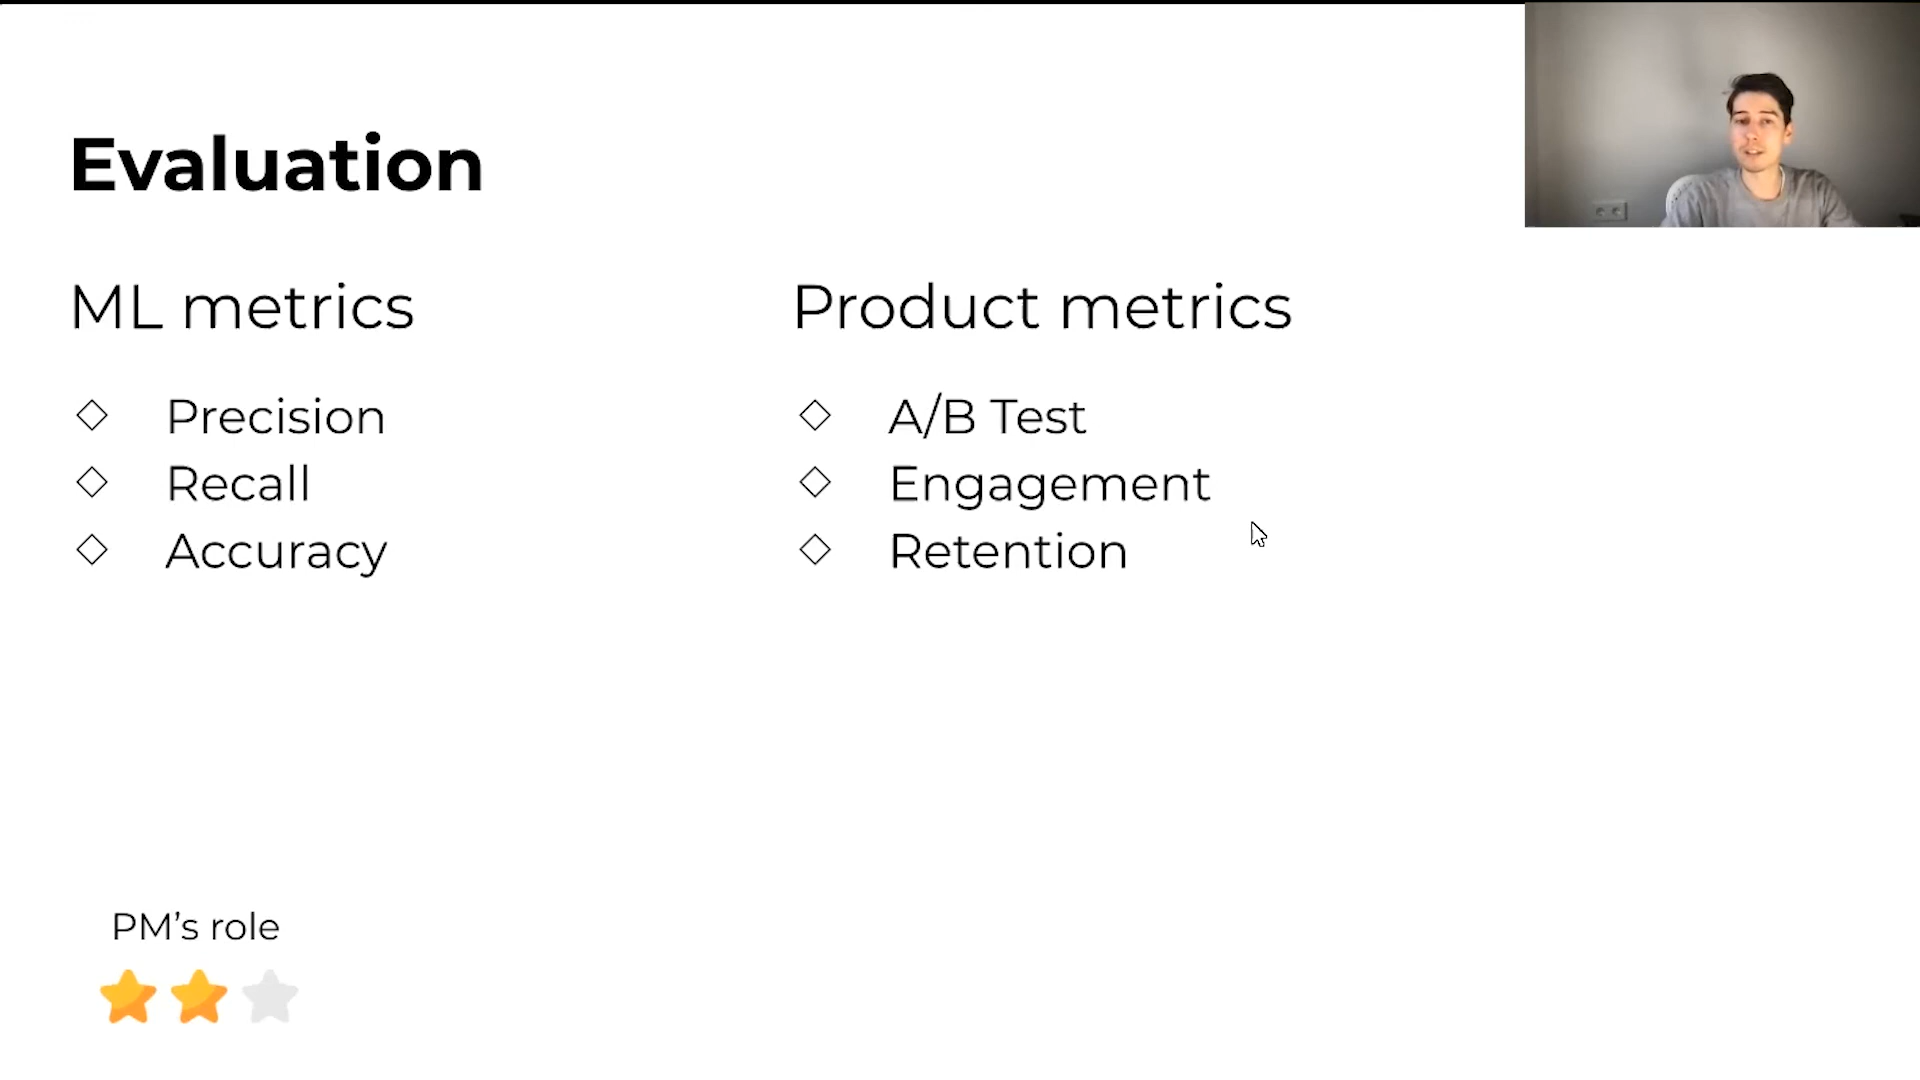 Evaluation
ML metrics
Precision
Recall
Accuracy
Product metrics
A/B Test
Engagement
Retention
PM’s role